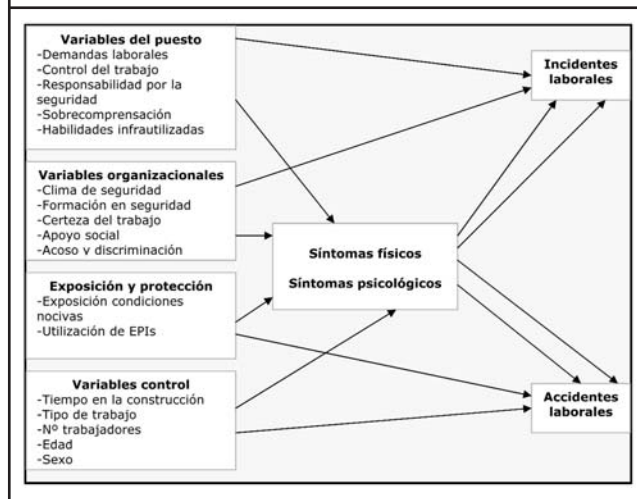 Variables del puesto
-Demandas laborales
-Control del trabajo
-Responsabilidad por la
seguridad
-Sobrecomprensación
-Habilidades infrautilizadas
Variables organizacionales
-Clima de seguridad
-Formación en seguridad
-Certeza del trabajo
-Apoyo social
-Acoso y discriminación
Exposición y protección
-Exposición condiciones
nocivas
-Utilización de EPIs
Variables control
-Tiempo en la construcción
-Tipo de trabajo
-Nº trabajadores
-Edad
-Sexo
Síntomas físicos
Síntomas psicológicos
Incidentes
laborales
Accidentes
laborales